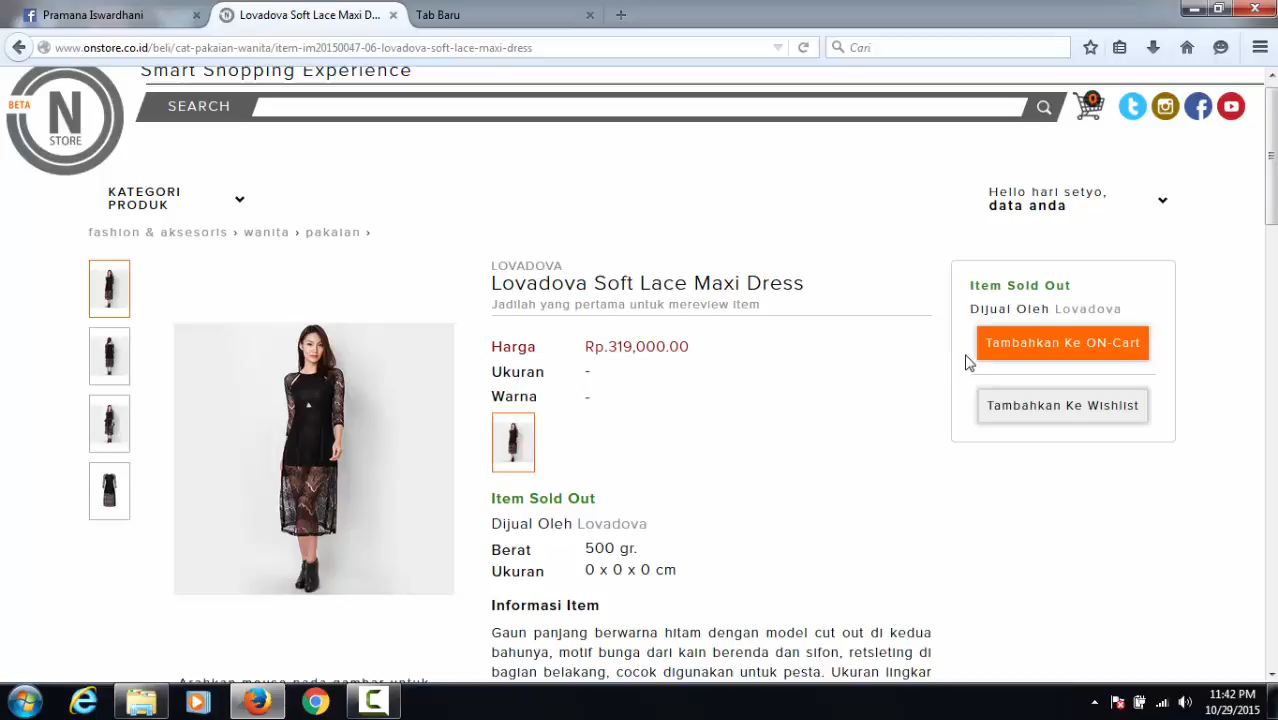 Pramana Iswardhani
Lovadova Soft Lace Maxi D...
Tab Baru
www.onstore.co.id/beli/cat-pakaian-wanita/item-im20150047-06-lovadova-soft-lace-maxi-dress
Cari
Smart Shopping Experience
BETA
N
STORE
SEARCH
0
KATEGORI
PRODUK
Hello hari setyo,
data anda
fashion & aksesoris › wanita › pakaian ›
LOVADOVA
Lovadova Soft Lace Maxi Dress
Jadilah yang pertama untuk mereview item
Harga Rp.319,000.00
Ukuran -
Warna -
Item Sold Out
Dijual Oleh Lovadova
Berat 500 gr.
Ukuran 0 x 0 x 0 cm
Informasi Item
Gaun panjang berwarna hitam dengan model cut out di kedua
bahunya, motif bunga dari kain berenda dan sifon, retsleting di
bagian belakang, cocok digunakan untuk pesta. Ukuran lingkar
Item Sold Out
Dijual Oleh Lovadova
Tambahkan Ke ON-Cart
Tambahkan Ke Wishlist
Arahkan mouse pada gambar untuk
11:42 PM
10/29/2015